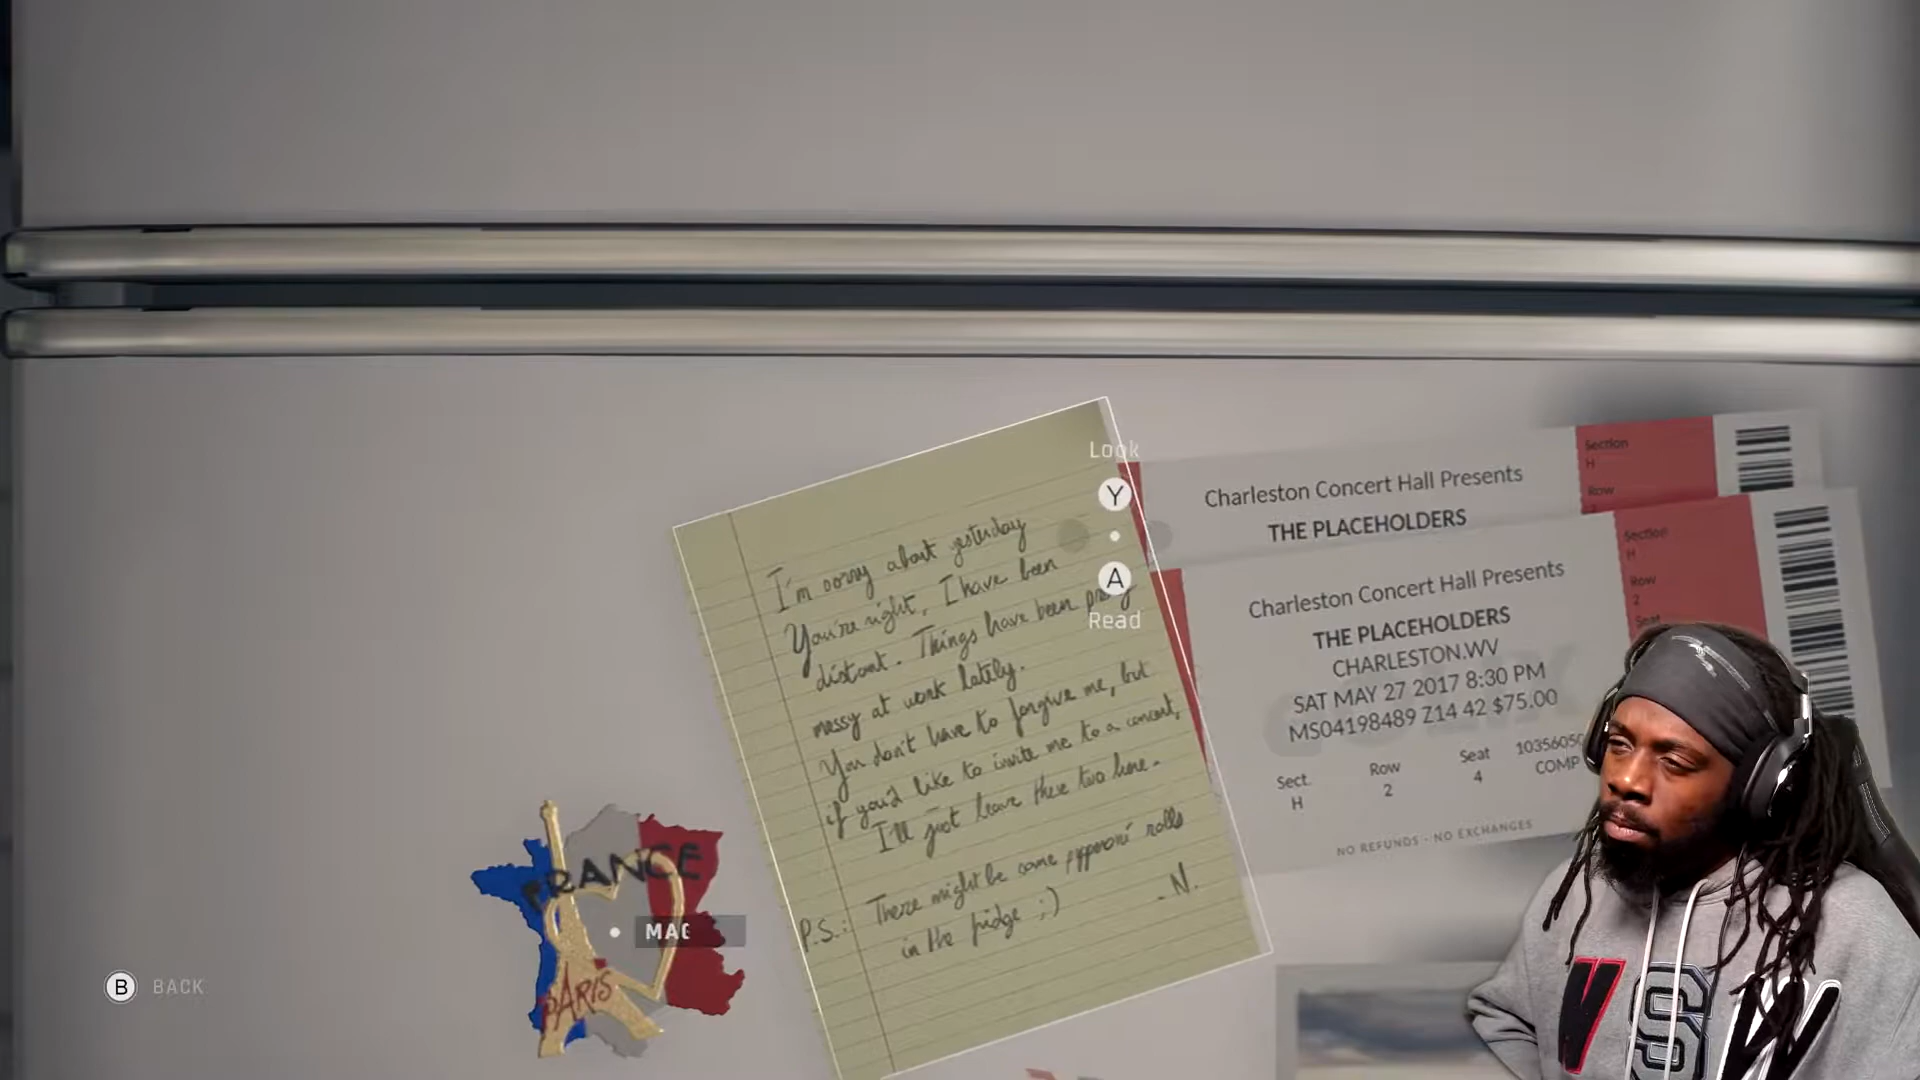 Look
Y
A
Read
I'm sorry about yesterday
You're right, I have been
distant. Things have been
messy at work lately.
You don't have to forgive me, but
if you'd like to invite me to a concert,
I'll just leave these two here.
P.S.: There might be some pepperoni rolls
in the fridge ;)
- N.
Charleston Concert Hall Presents
THE PLACEHOLDERS
Section
H
Row
Charleston Concert Hall Presents
THE PLACEHOLDERS
CHARLESTON.WV
SAT MAY 27 2017 8:30 PM
MS04198489 Z14 42 $75.00
Sect.
H
Row
2
Seat
4
COMP
NO REFUNDS - NO EXCHANGES
Section
H
Row
2
Seat
FRANCE
PARIS
B BACK
VSW